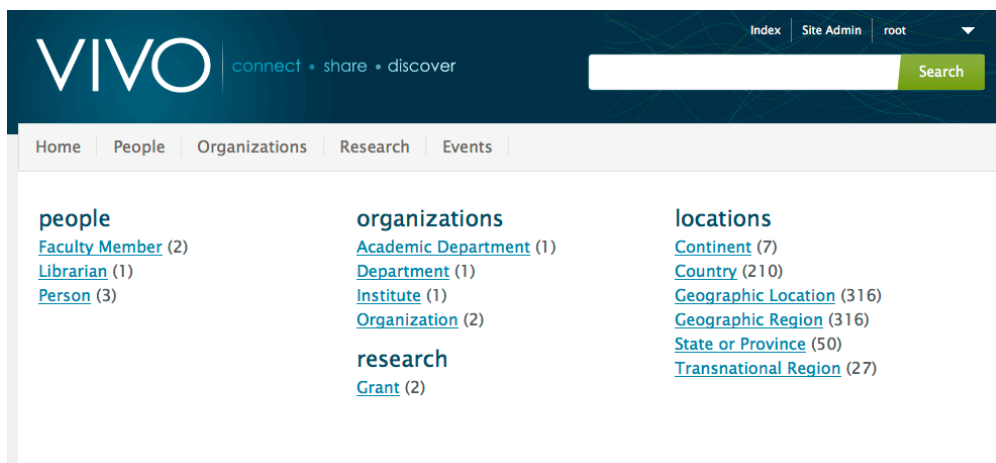 Index Site Admin root
VIVO connect • share • discover
Search
Home People Organizations Research Events
people
Faculty Member (2)
Librarian (1)
Person (3)
organizations
Academic Department (1)
Department (1)
Institute (1)
Organization (2)
research
Grant (2)
locations
Continent (7)
Country (210)
Geographic Location (316)
Geographic Region (316)
State or Province (50)
Transnational Region (27)